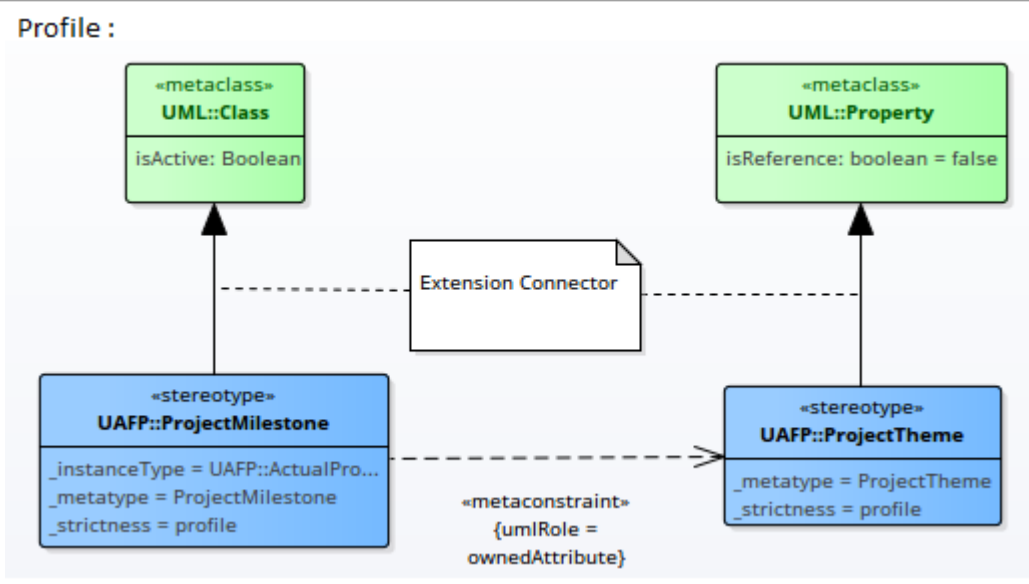 Profile :
«metaclass»
UML::Class
isActive: Boolean
«metaclass»
UML::Property
isReference: boolean = false
Extension Connector
«stereotype»
UAFP::ProjectMilestone
_instanceType = UAFP::ActualPro...
_metatype = ProjectMilestone
_strictness = profile
«metaconstraint»
{umlRole =
ownedAttribute}
«stereotype»
UAFP::ProjectTheme
_metatype = ProjectTheme
_strictness = profile